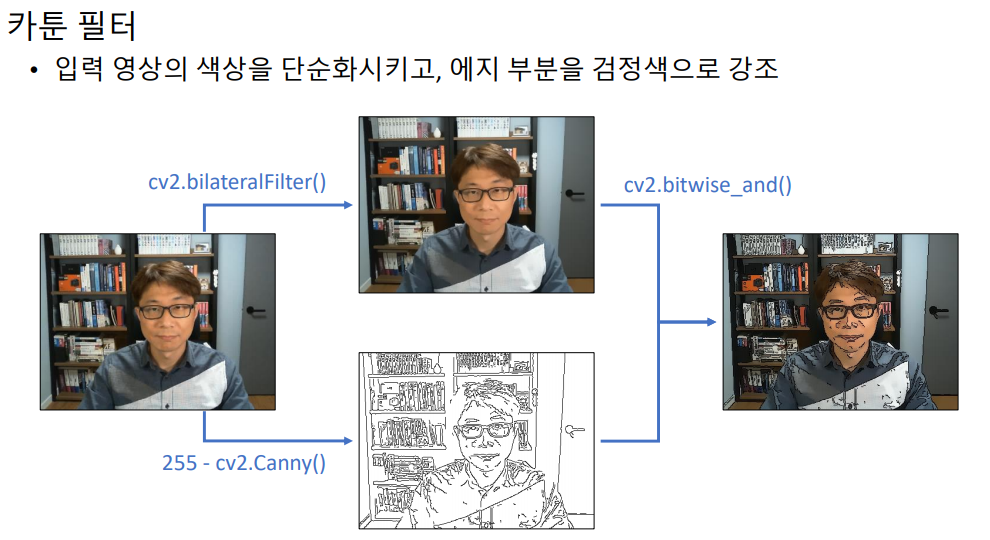 카툰 필터
• 입력 영상의 색상을 단순화시키고, 에지 부분을 검정색으로 강조
cv2.bilateralFilter()
cv2.bitwise_and()
255 - cv2.Canny()